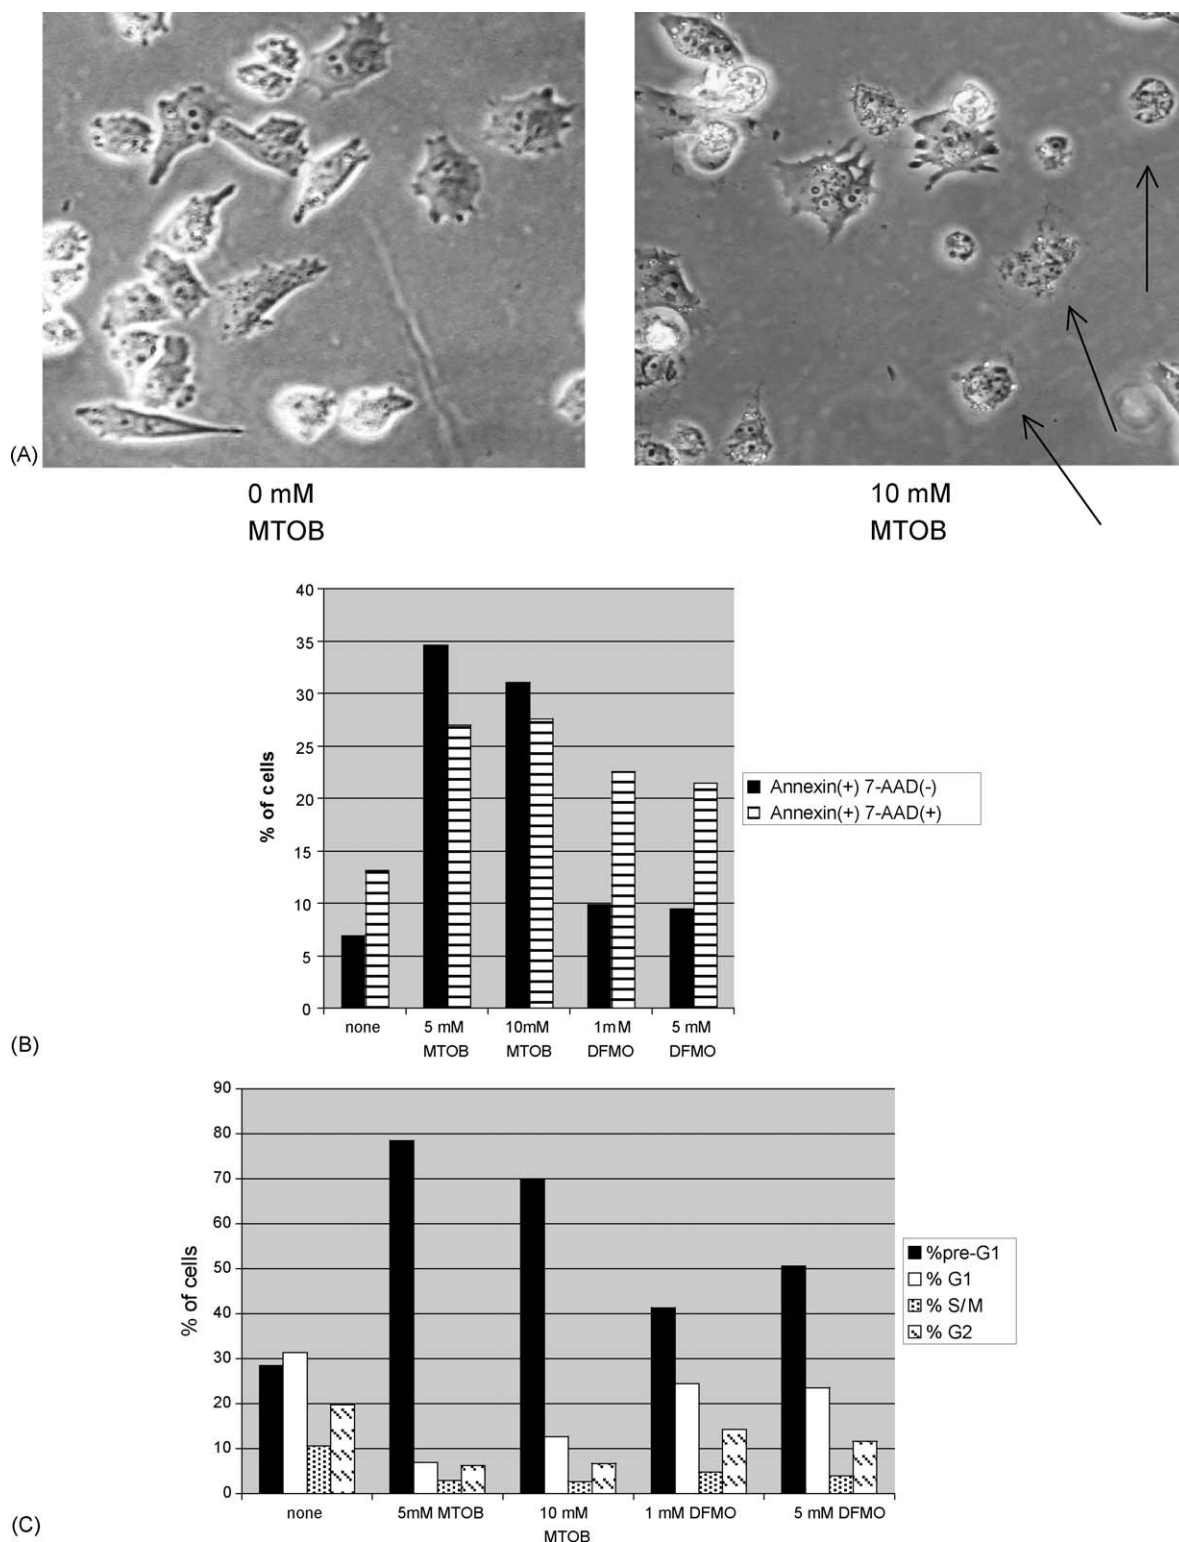 (A)
0 mM
MTOB
10 mM
MTOB
40
35
30
25
20
15
10
5
0
% of cells
none
5 mM
MTOB
10mM
MTOB
1mM
DFMO
5 mM
DFMO
Annexin(+) 7-AAD(-)
Annexin(+) 7-AAD(+)
(B)
90
80
70
60
50
40
30
20
10
0
% of cells
none
5mM MTOB
10 mM
MTOB
1 mM DFMO
5 mM DFMO
%pre-G1
% G1
% S/M
% G2
(C)